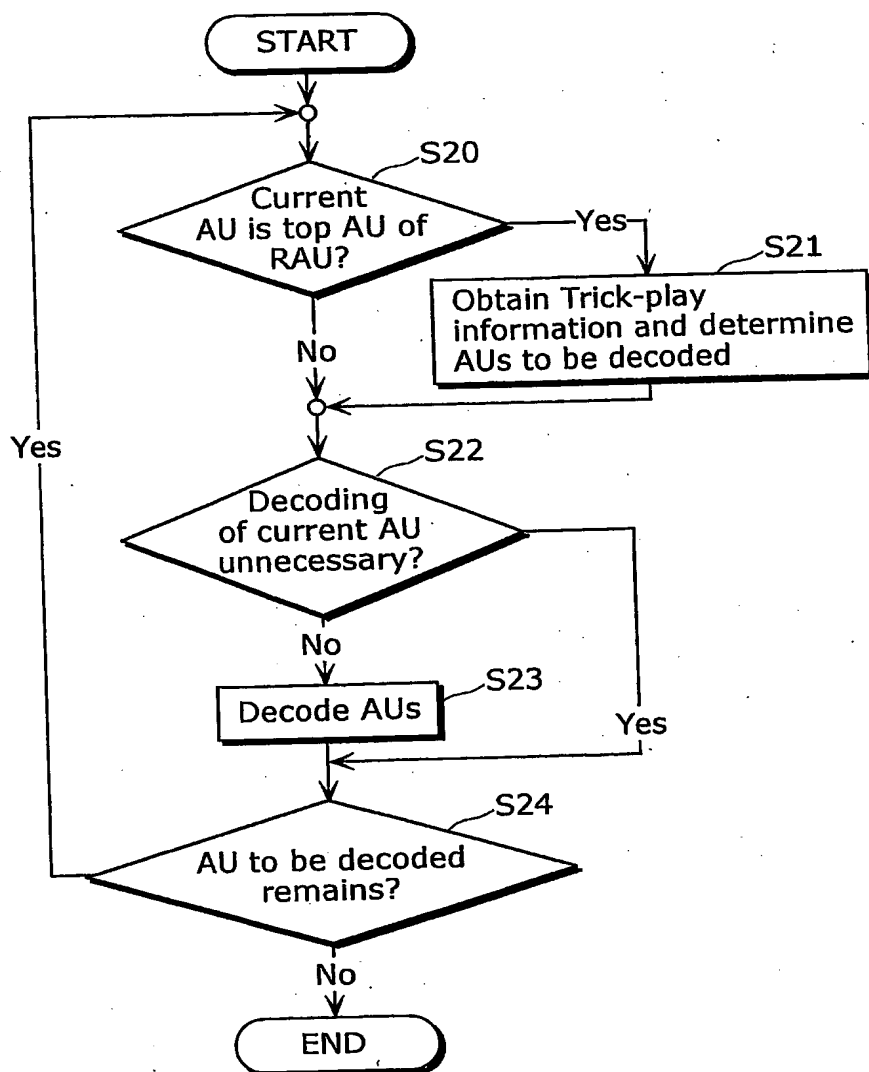 START
S20
Current
AU is top AU of
RAU?
Yes
S21
Obtain Trick-play
information and determine
AUs to be decoded
No
Yes
S22
Decoding
of current AU
unnecessary?
No
S23
Decode AUs
Yes
S24
AU to be decoded
remains?
No
END